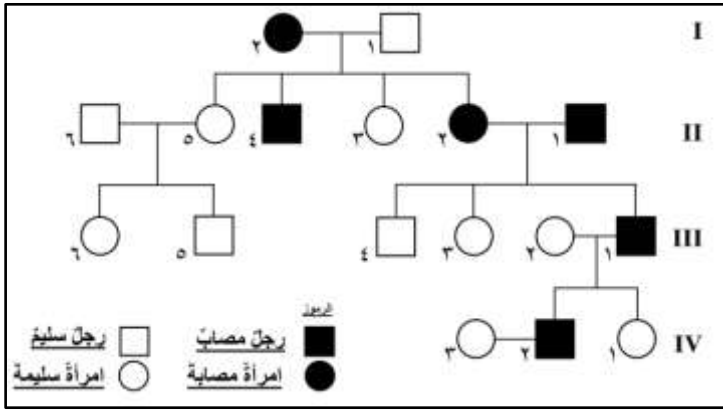 ٢ ١ I
٦ ٥ ٤ ٣ ٢ ١ II
٦ ٥ ٤ ٣ ٢ ١ III
الرموز
رجلٌ سليمٌ رجلٌ مصابٌ
امرأةٌ سليمة امرأةٌ مصابة
٣ ٢ ١ IV